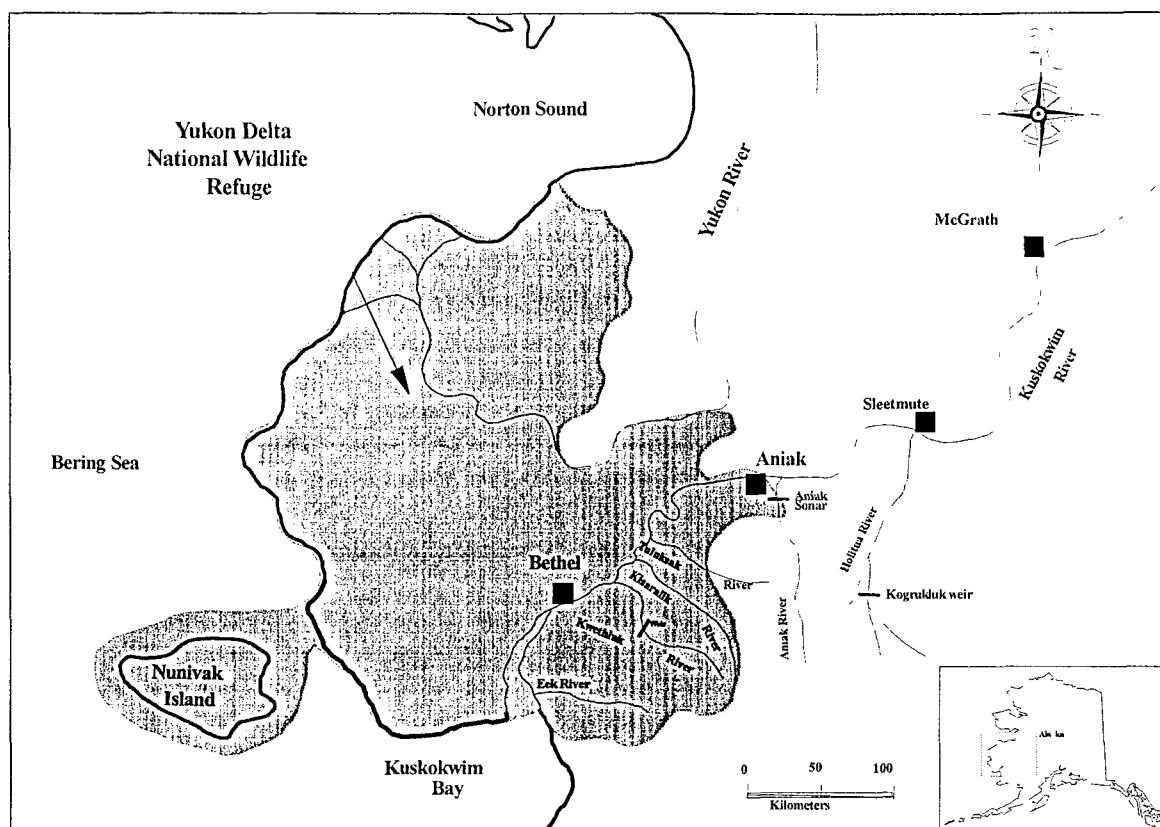 Norton Sound
Yukon Delta
National Wildlife
Refuge
Yukon River
McGrath
Kuskokwim
River
Sleetmute
Bering Sea
Aniak
Aniak
Sonar
Holitna River
Tuluksak
River
Bethel
Kisaralik
River
Kogrukluk weir
Kwethluk
weir
River
Aniak River
Nunivak
Island
Eek River
Kuskokwim
Bay
0 50 100
Kilometers